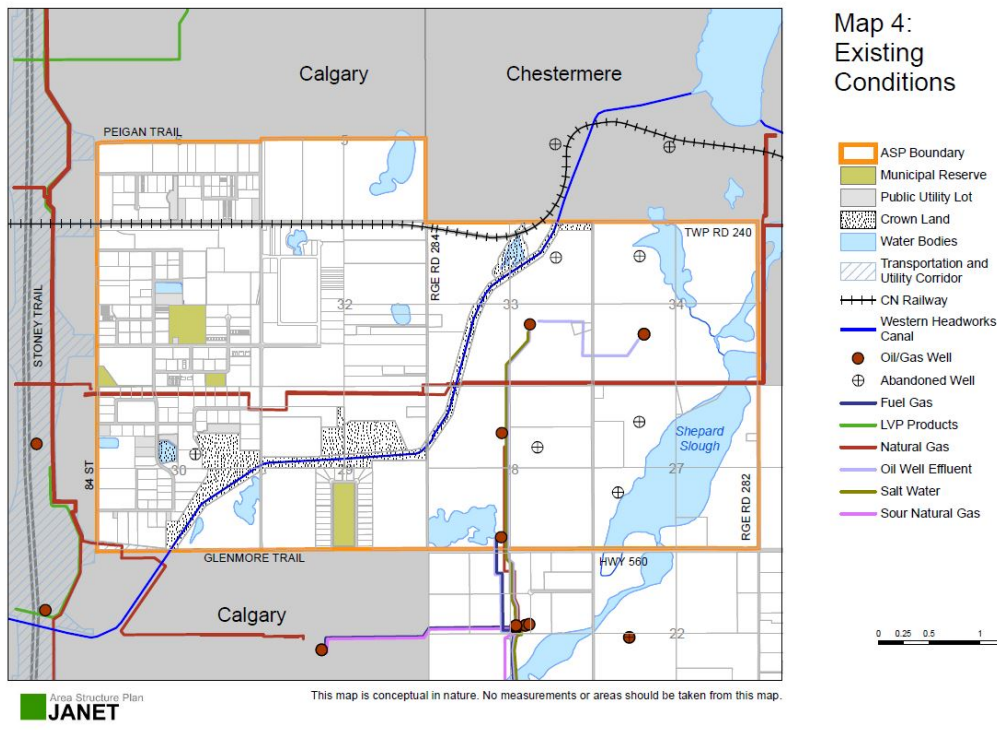 Map 4:
Existing
Conditions
Calgary
Chestermere
PEIGAN TRAIL
TWP RD 240
RGE RD 284
STONEY TRAIL
32
33
34
84 ST
30
29
28
27
Shepard
Slough
RGE RD 282
GLENMORE TRAIL
HWY 560
Calgary
22
ASP Boundary
Municipal Reserve
Public Utility Lot
Crown Land
Water Bodies
Transportation and
Utility Corridor
CN Railway
Western Headworks
Canal
Oil/Gas Well
Abandoned Well
Fuel Gas
LVP Products
Natural Gas
Oil Well Effluent
Salt Water
Sour Natural Gas
0 0.25 0.5 1
Area Structure Plan
JANET
This map is conceptual in nature. No measurements or areas should be taken from this map.